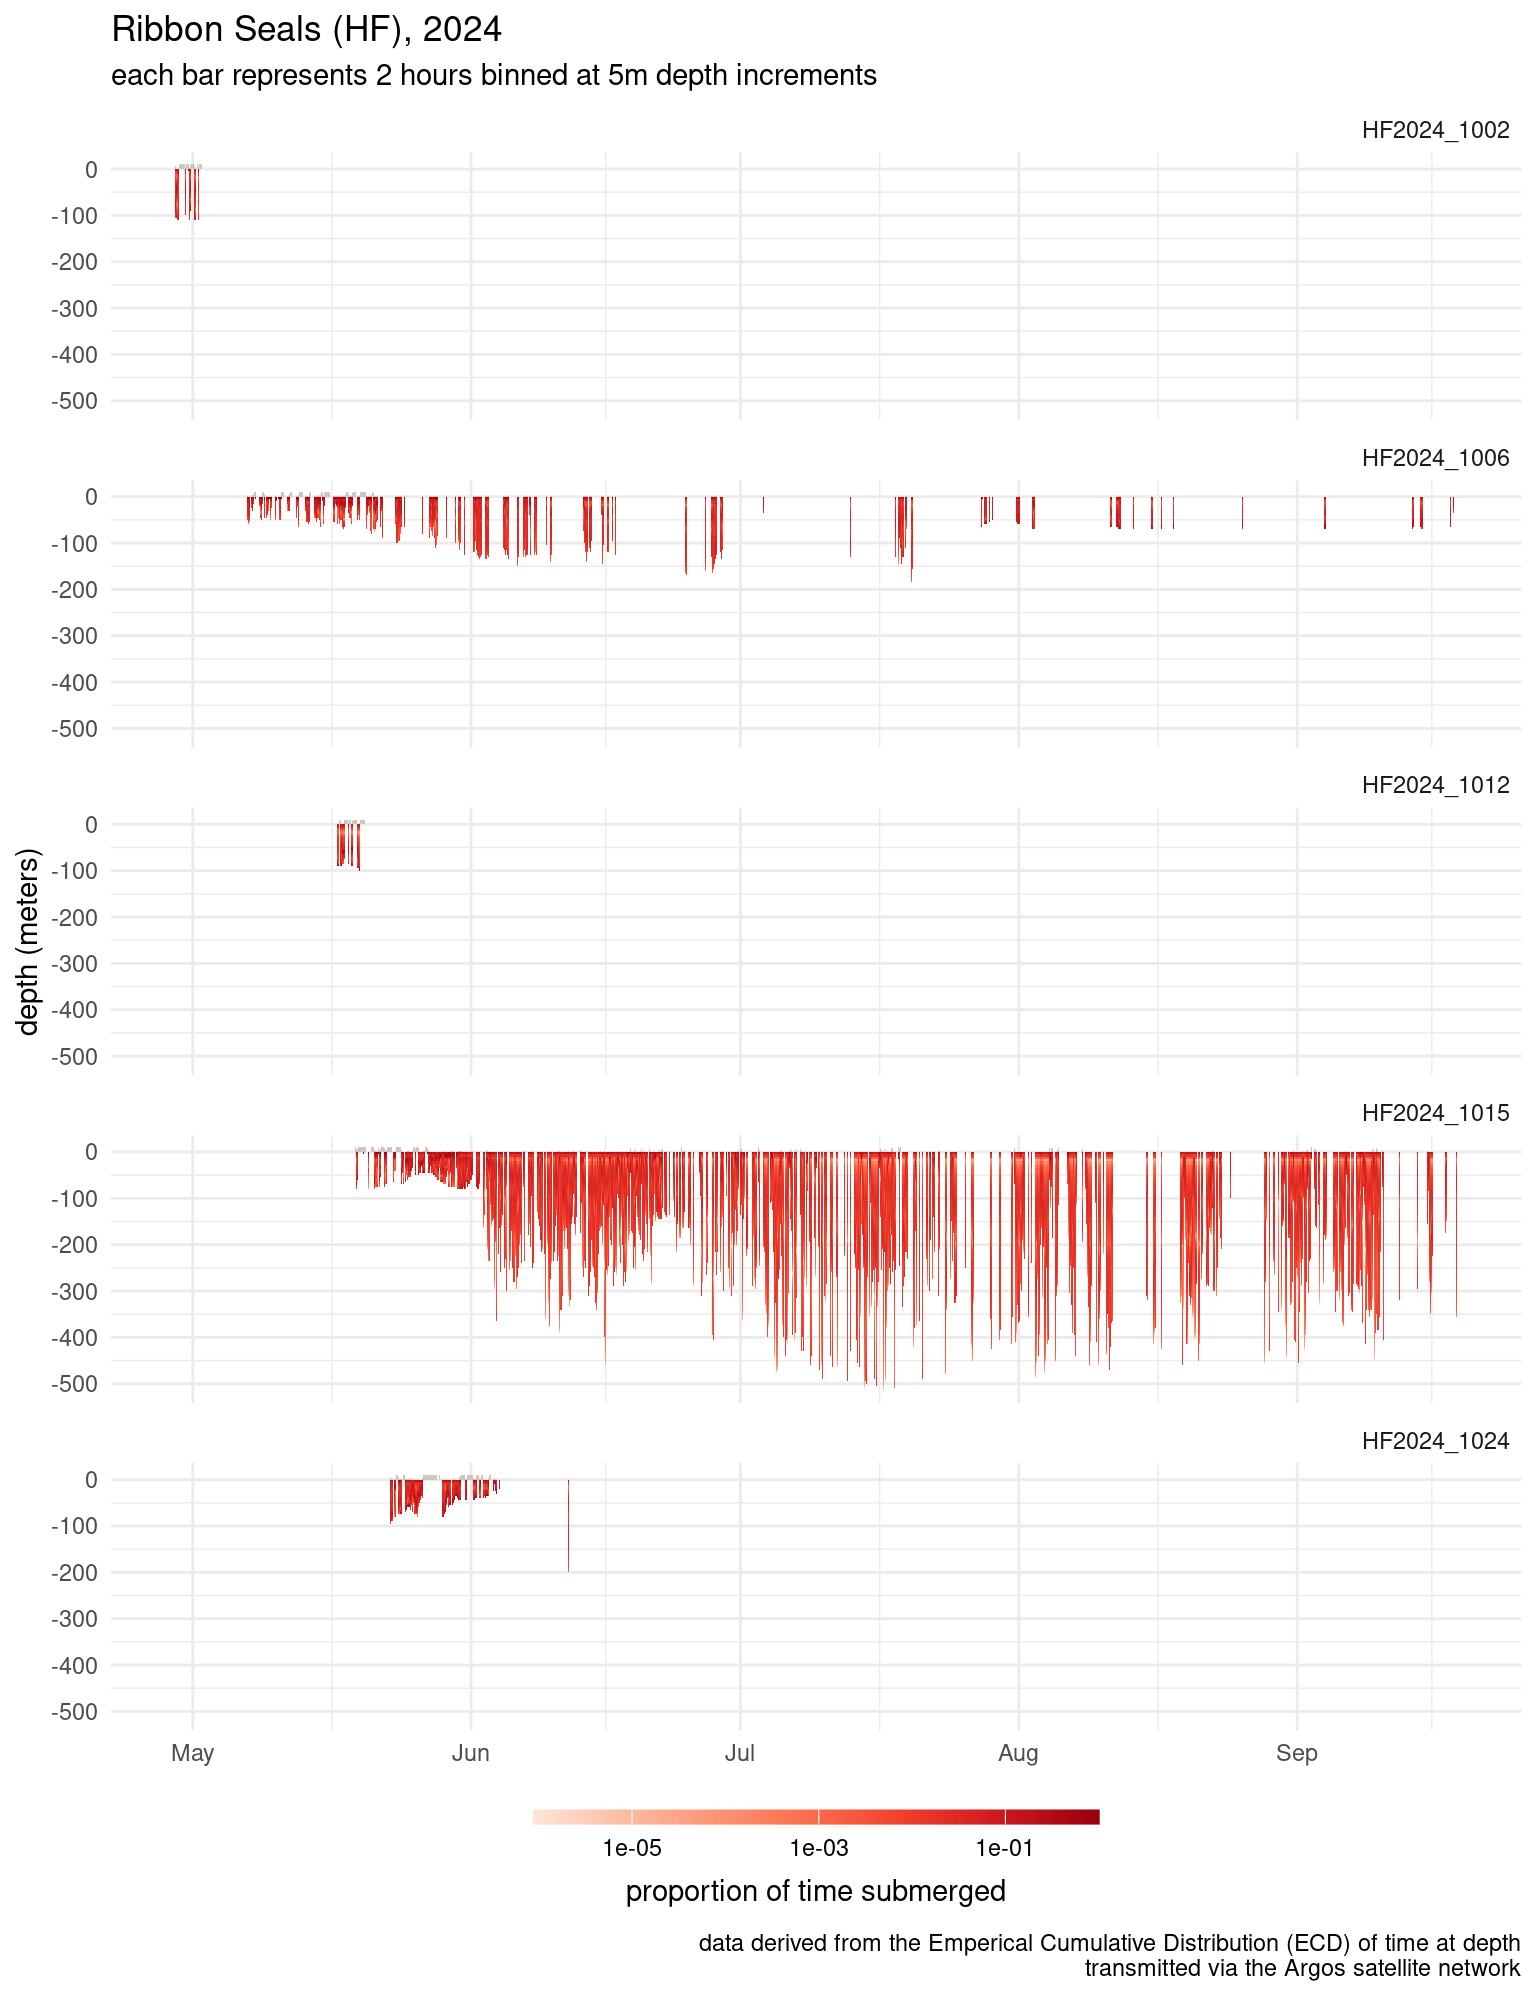 Ribbon Seals (HF), 2024
each bar represents 2 hours binned at 5m depth increments
HF2024_1002
0
-100
-200
-300
-400
-500
HF2024_1006
0
-100
-200
-300
-400
-500
HF2024_1012
0
-100
-200
-300
-400
-500
depth (meters)
HF2024_1015
0
-100
-200
-300
-400
-500
HF2024_1024
0
-100
-200
-300
-400
-500
May Jun Jul Aug Sep
1e-05 1e-03 1e-01
proportion of time submerged
data derived from the Emperical Cumulative Distribution (ECD) of time at depth
transmitted via the Argos satellite network